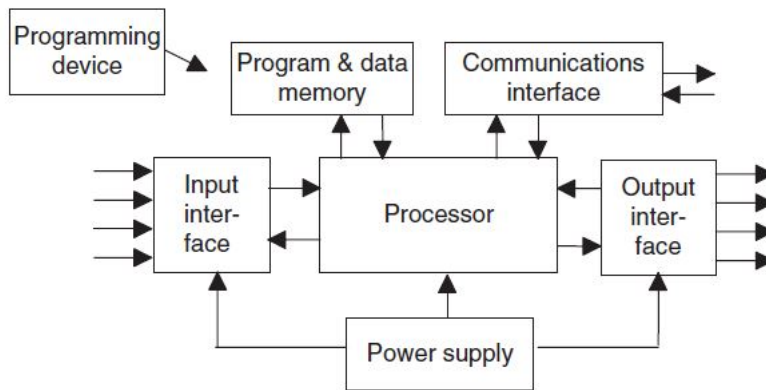 Programming
device
Program & data
memory
Communications
interface
Input
inter-
face
Processor
Output
inter-
face
Power supply